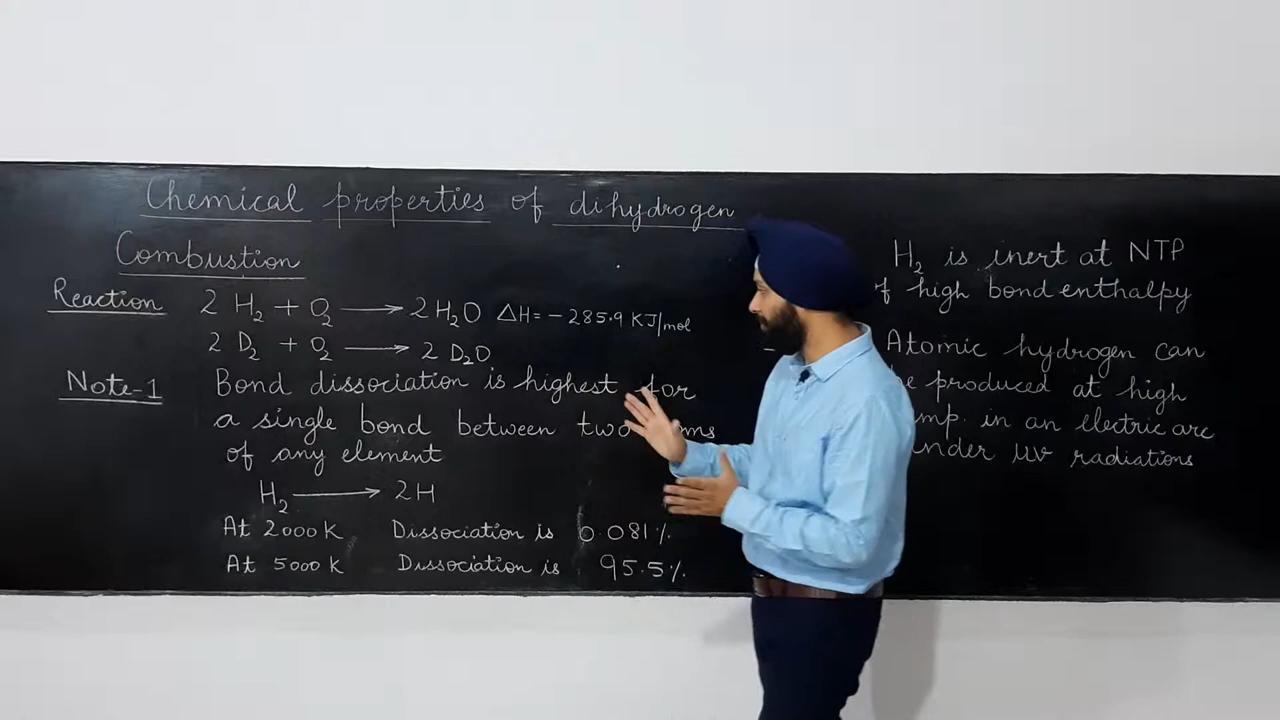 Chemical properties of dihydrogen
Combustion
Reaction 2 H₂ + O₂ ⟶ 2 H₂O ΔH = - 285.9 KJ/mol
2 D₂ + O₂ ⟶ 2 D₂O
Note-1 Bond dissociation is highest for
a single bond between two
of any element
H₂ ⟶ 2H
At 2000 K Dissociation is 0.081%.
At 5000 K Dissociation is 95.5%.
H₂ is inert at NTP
of high bond enthalpy
Atomic hydrogen can
produced at high
in an electric arc
under UV radiations